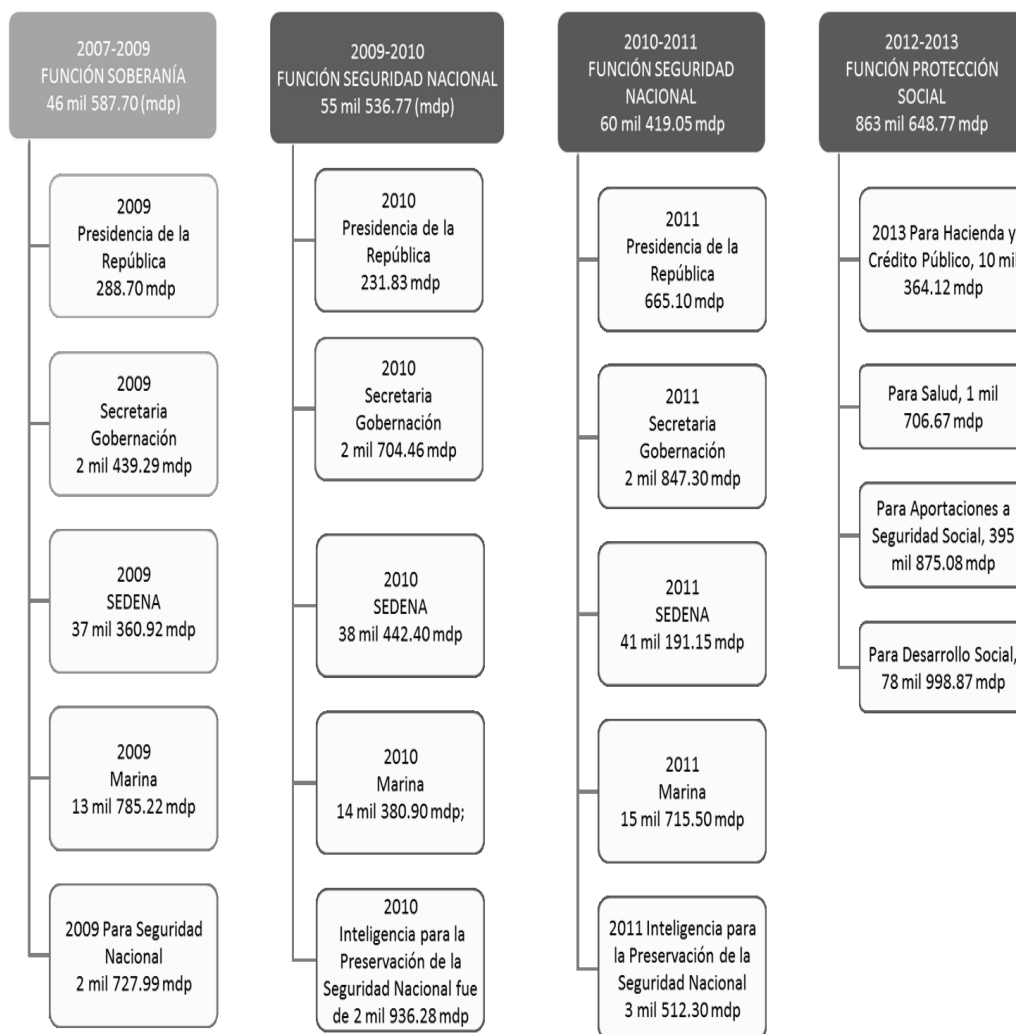 2007-2009
FUNCIÓN SOBERANÍA
46 mil 587.70 (mdp)
2009
Presidencia de la
República
288.70 mdp
2009
Secretaria
Gobernación
2 mil 439.29 mdp
2009
SEDENA
37 mil 360.92 mdp
2009
Marina
13 mil 785.22 mdp
2009 Para Seguridad
Nacional
2 mil 727.99 mdp
2009-2010
FUNCIÓN SEGURIDAD NACIONAL
55 mil 536.77 (mdp)
2010
Presidencia de la
República
231.83 mdp
2010
Secretaria
Gobernación
2 mil 704.46 mdp
2010
SEDENA
38 mil 442.40 mdp
2010
Marina
14 mil 380.90 mdp;
2010
Inteligencia para la
Preservación de la
Seguridad Nacional fue
de 2 mil 936.28 mdp
2010-2011
FUNCIÓN SEGURIDAD
NACIONAL
60 mil 419.05 mdp
2011
Presidencia de la
República
665.10 mdp
2011
Secretaria
Gobernación
2 mil 847.30 mdp
2011
SEDENA
41 mil 191.15 mdp
2011
Marina
15 mil 715.50 mdp
2011 Inteligencia para
la Preservación de la
Seguridad Nacional
3 mil 512.30 mdp
2012-2013
FUNCIÓN PROTECCIÓN
SOCIAL
863 mil 648.77 mdp
2013 Para Hacienda y
Crédito Público, 10 mil
364.12 mdp
Para Salud, 1 mil
706.67 mdp
Para Aportaciones a
Seguridad Social, 395
mil 875.08 mdp
Para Desarrollo Social,
78 mil 998.87 mdp